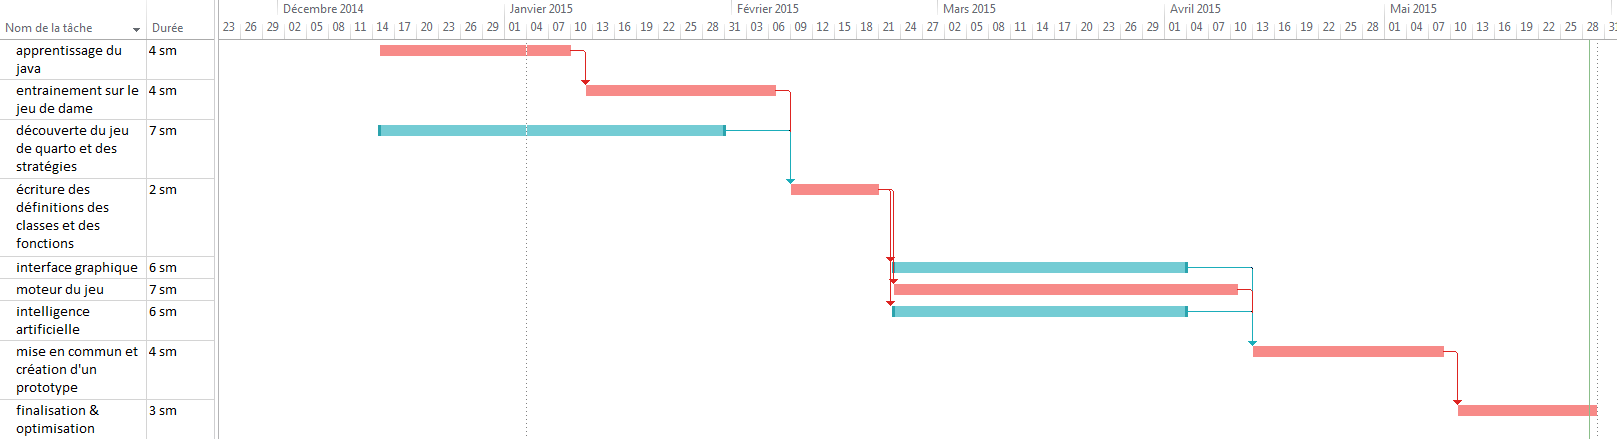 Décembre 2014 Janvier 2015 Février 2015 Mars 2015 Avril 2015 Mai 2015
Nom de la tâche Durée 23 26 29 02 05 08 11 14 17 20 23 26 29 01 04 07 10 13 16 19 22 25 28 31 03 06 09 12 15 18 21 24 27 02 05 08 11 14 17 20 23 26 29 01 04 07 10 13 16 19 22 25 28 01 04 07 10 13 16 19 22 25 28 31
apprentissage du 4 sm
java
entrainement sur le 4 sm
jeu de dame
découverte du jeu 7 sm
de quarto et des
stratégies
écriture des 2 sm
définitions des
classes et des
fonctions
interface graphique 6 sm
moteur du jeu 7 sm
intelligence 6 sm
artificielle
mise en commun et 4 sm
création d'un
prototype
finalisation & 3 sm
optimisation